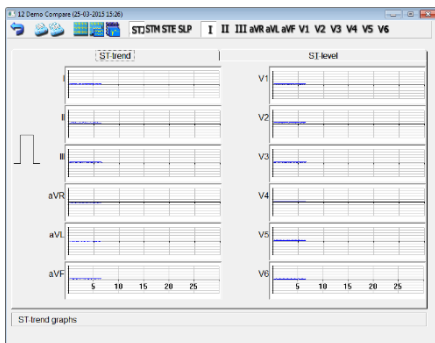 12 Demo Compare (25-03-2015 15:26)
STJ STM STE SLP I II III aVR aVL aVF V1 V2 V3 V4 V5 V6
ST-trend ST-level
I V1
II V2
III V3
aVR V4
aVL V5
aVF V6
5 10 15 20 25 5 10 15 20 25
ST-trend graphs